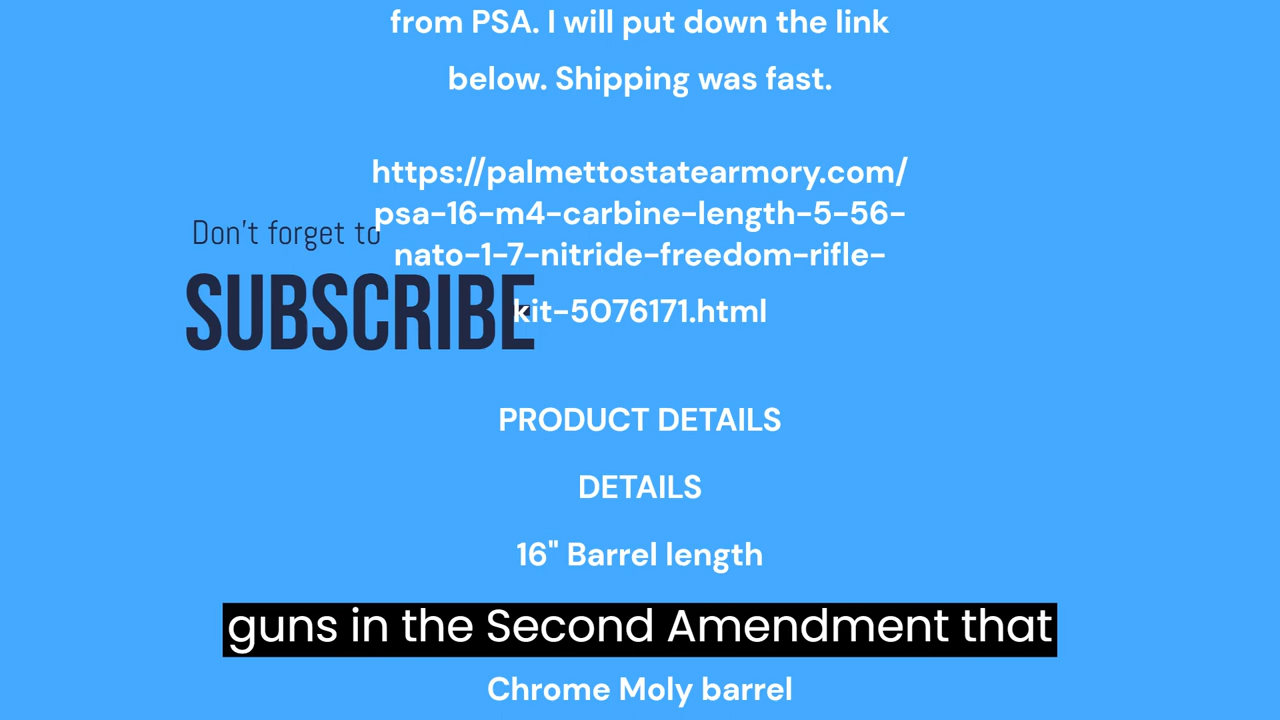 from PSA. I will put down the link
below. Shipping was fast.
https://palmettostatearmory.com/
psa-16-m4-carbine-length-5-56-
nato-1-7-nitride-freedom-rifle-
kit-5076171.html
Don't forget to
SUBSCRIBE
PRODUCT DETAILS
DETAILS
16" Barrel length
guns in the Second Amendment that
Chrome Moly barrel